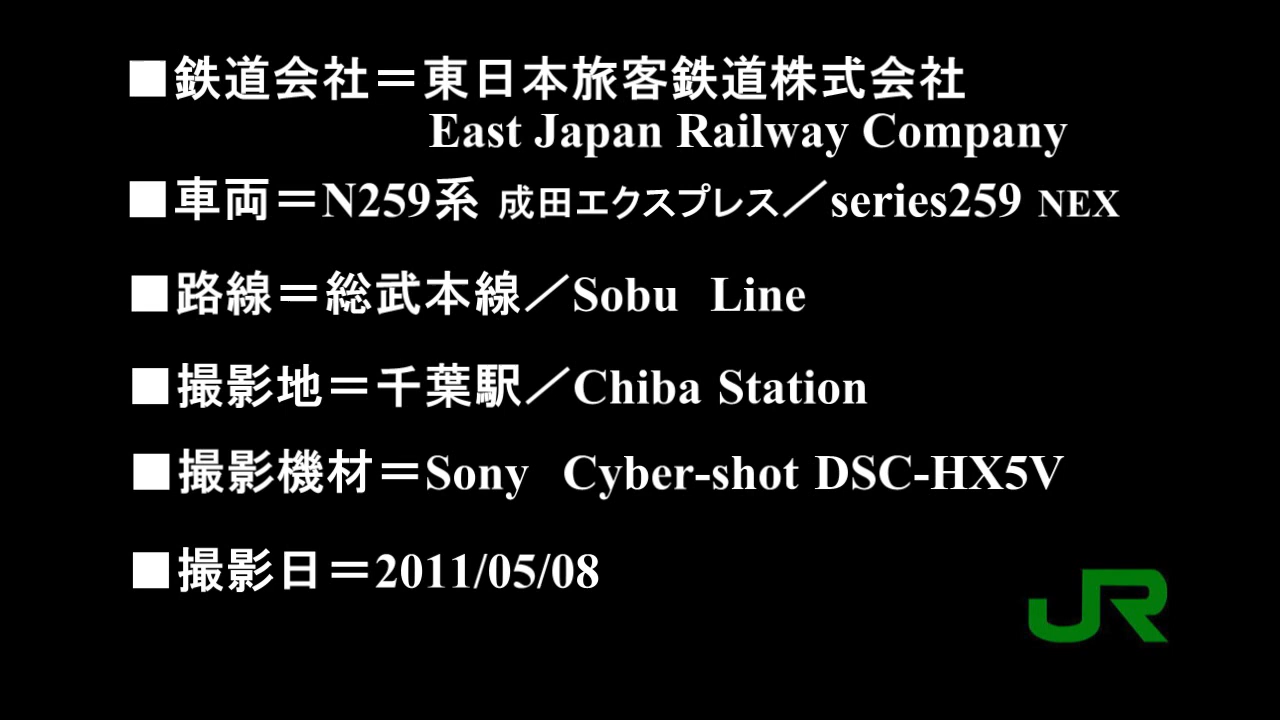 ■鉄道会社＝東日本旅客鉄道株式会社
East Japan Railway Company
■車両＝N259系 成田エクスプレス／series259 NEX
■路線＝総武本線／Sobu Line
■撮影地＝千葉駅／Chiba Station
■撮影機材＝Sony Cyber-shot DSC-HX5V
■撮影日＝2011/05/08
JR